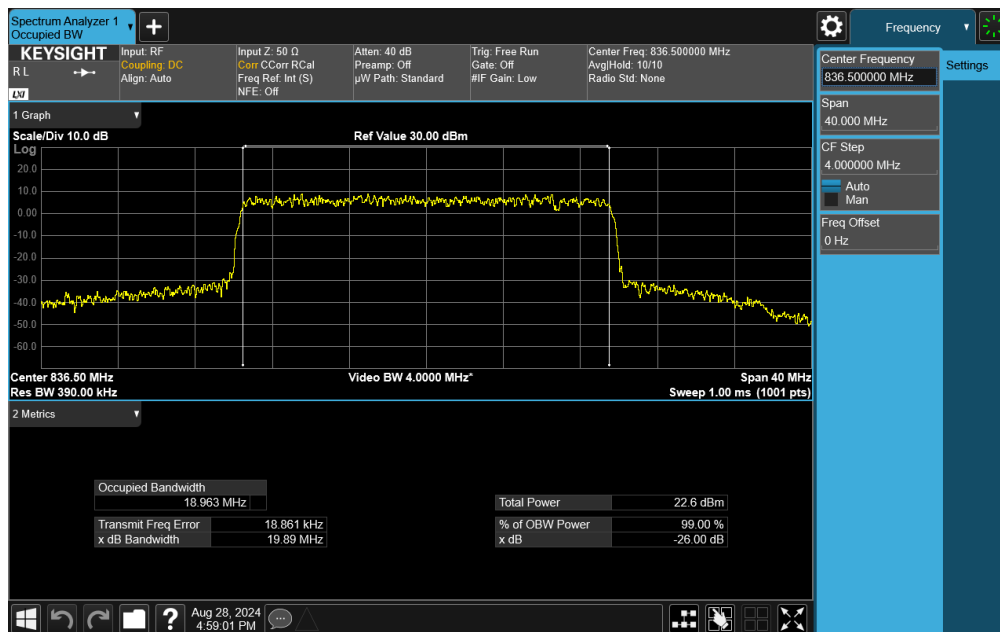 Spectrum Analyzer 1
Occupied BW
Frequency
KEYSIGHT
R L
LXI
Input: RF
Coupling: DC
Align: Auto
Input Z: 50 Ω
Corr CCorr RCal
Freq Ref: Int (S)
NFE: Off
Atten: 40 dB
Preamp: Off
µW Path: Standard
Trig: Free Run
Gate: Off
#IF Gain: Low
Center Freq: 836.500000 MHz
Avg|Hold: 10/10
Radio Std: None
Center Frequency
836.500000 MHz
Settings
Span
40.000 MHz
CF Step
4.000000 MHz
Auto
Man
Freq Offset
0 Hz
1 Graph
Scale/Div 10.0 dB
Ref Value 30.00 dBm
Log
20.0
10.0
0.00
-10.0
-20.0
-30.0
-40.0
-50.0
-60.0
Center 836.50 MHz
Video BW 4.0000 MHz*
Span 40 MHz
Res BW 390.00 kHz
Sweep 1.00 ms (1001 pts)
2 Metrics
Occupied Bandwidth
18.963 MHz
Total Power 22.6 dBm
Transmit Freq Error 18.861 kHz
% of OBW Power 99.00 %
x dB Bandwidth 19.89 MHz
x dB -26.00 dB
Aug 28, 2024
4:59:01 PM